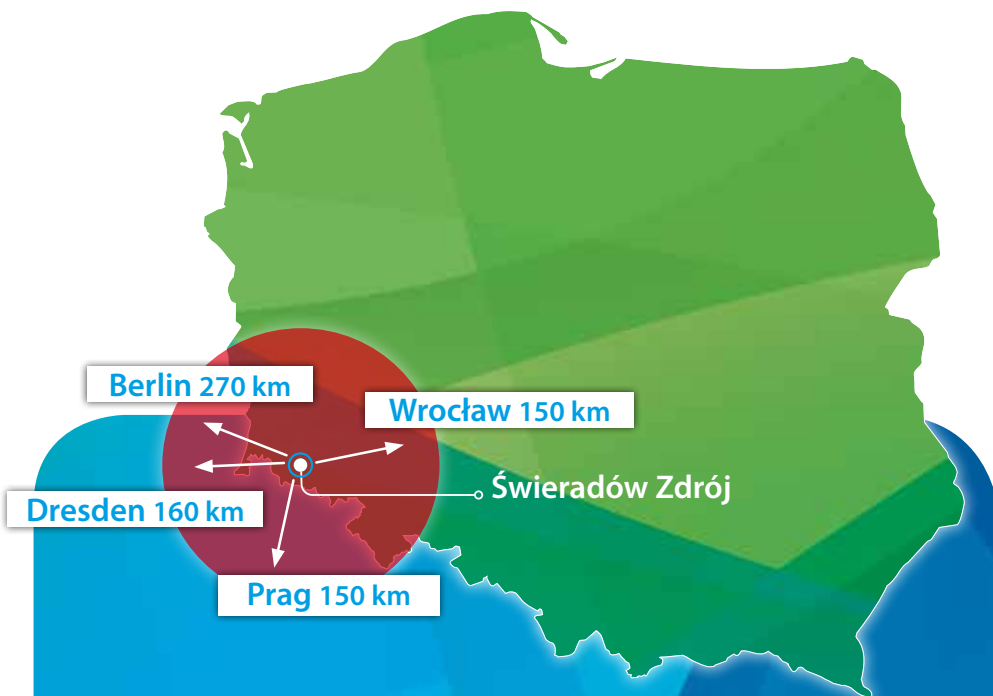 Berlin 270 km
Wrocław 150 km
Świeradów Zdrój
Dresden 160 km
Prag 150 km